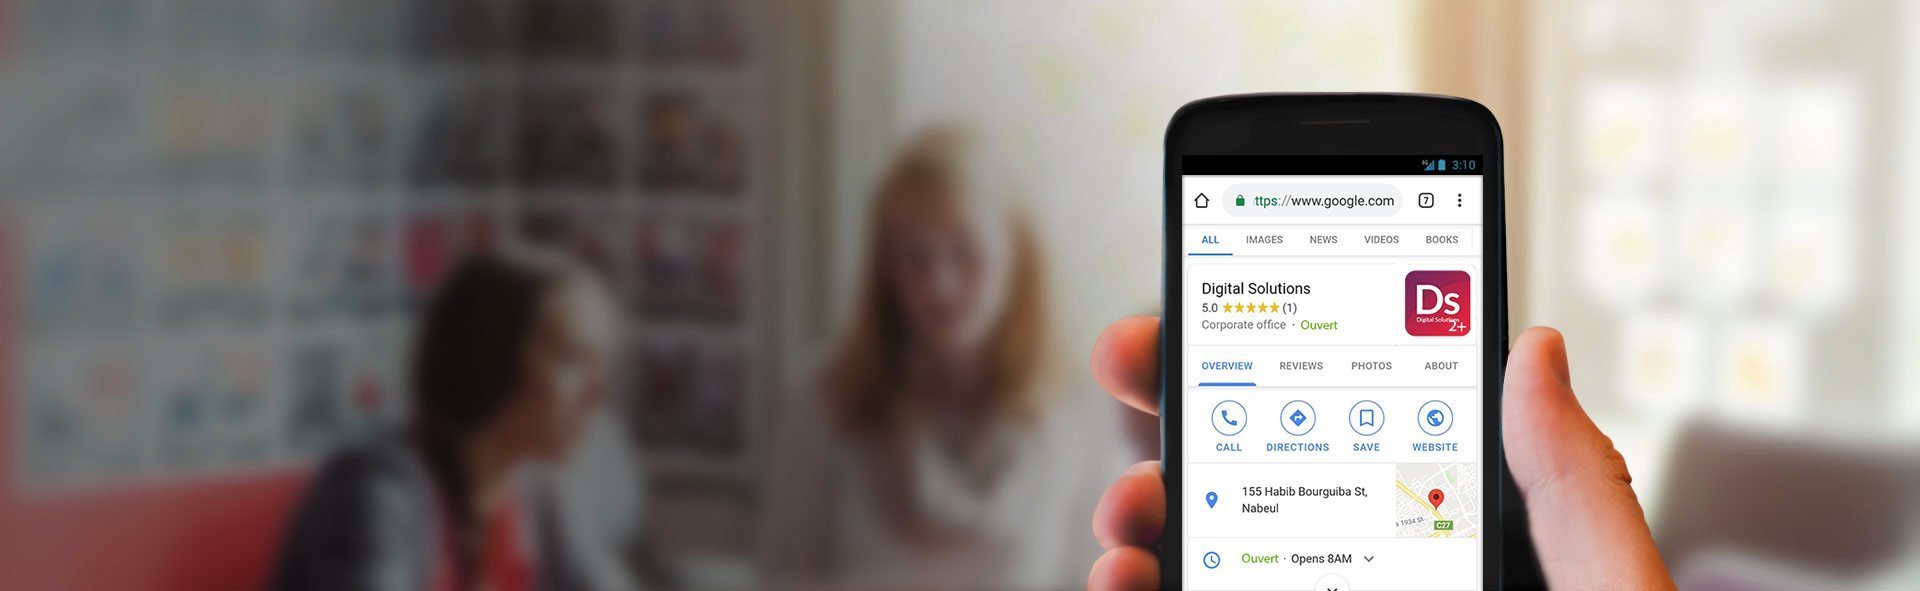 3:10
ttps://www.google.com
7
ALL IMAGES NEWS VIDEOS BOOKS
Digital Solutions
5.0 (1)
Corporate office · Ouvert
Ds
Digital Solutions
2+
OVERVIEW REVIEWS PHOTOS ABOUT
CALL DIRECTIONS SAVE WEBSITE
155 Habib Bourguiba St,
Nabeul
s 1934 St.
C27
Ouvert · Opens 8AM